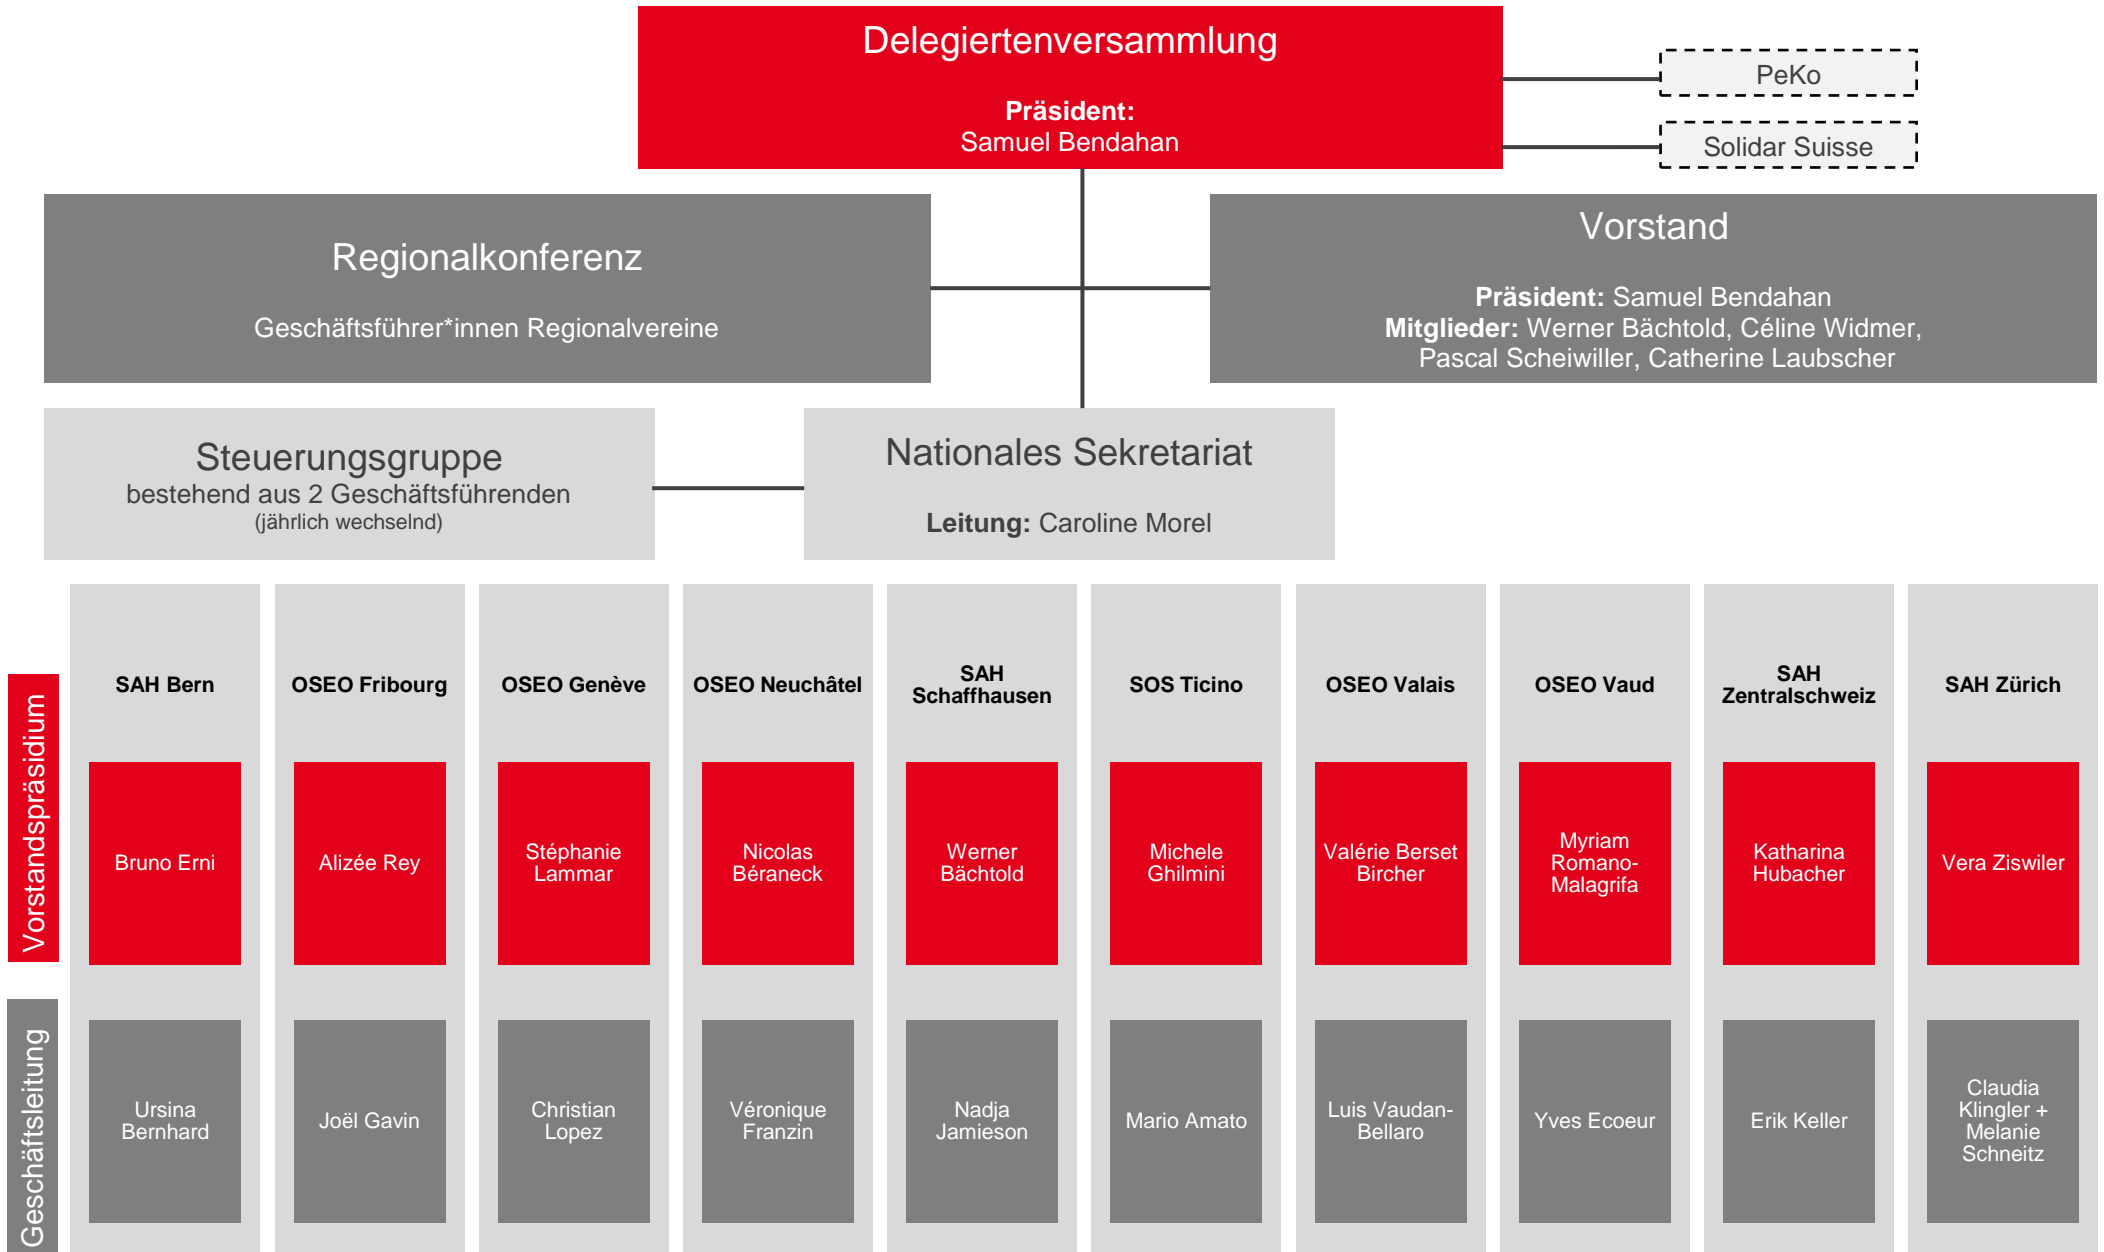 Delegiertenversammlung
Präsident:
Samuel Bendahan
PeKo
Solidar Suisse
Regionalkonferenz
Geschäftsführer*innen Regionalvereine
Vorstand
Präsident: Samuel Bendahan
Mitglieder: Werner Bächtold, Céline Widmer,
Pascal Scheiwiller, Catherine Laubscher
Steuerungsgruppe
bestehend aus 2 Geschäftsführenden
(jährlich wechselnd)
Nationales Sekretariat
Leitung: Caroline Morel
SAH Bern
OSEO Fribourg
OSEO Genève
OSEO Neuchâtel
SAH
Schaffhausen
SOS Ticino
OSEO Valais
OSEO Vaud
SAH
Zentralschweiz
SAH Zürich
Vorstandspräsidium
Bruno Erni
Alizée Rey
Stéphanie
Lammar
Nicolas
Béraneck
Werner
Bächtold
Michele
Ghilmini
Valérie Berset
Bircher
Myriam
Romano-
Malagrifa
Katharina
Hubacher
Vera Ziswiler
Geschäftsleitung
Ursina
Bernhard
Joël Gavin
Christian
Lopez
Véronique
Franzin
Nadja
Jamieson
Mario Amato
Luis Vaudan-
Bellaro
Yves Ecoeur
Erik Keller
Claudia
Klingler +
Melanie
Schneitz